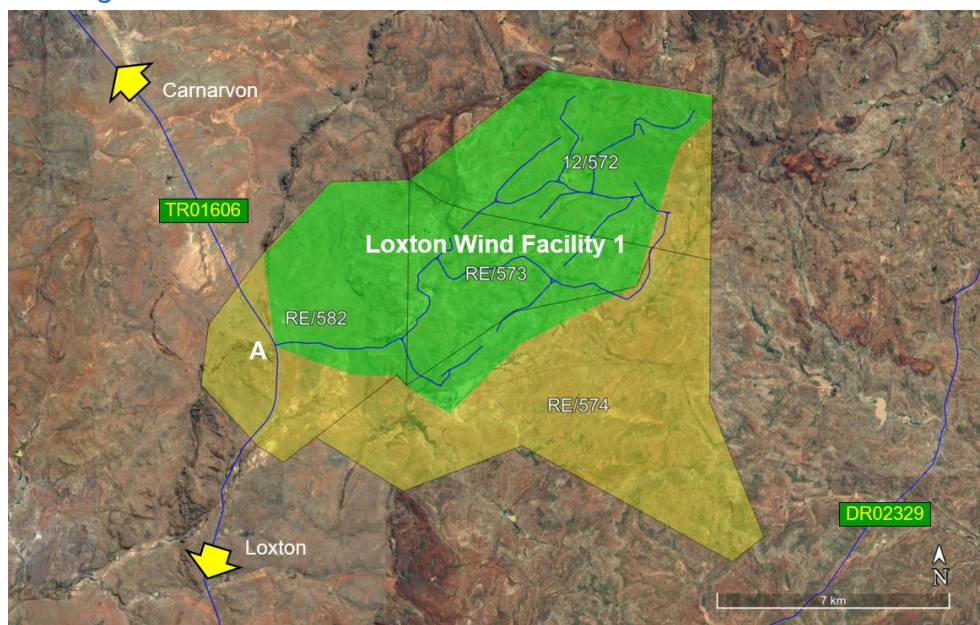 Carnarvon
TR01606
12/572
Loxton Wind Facility 1
RE/573
RE/582
A
RE/574
DR02329
Loxton
N
7 km